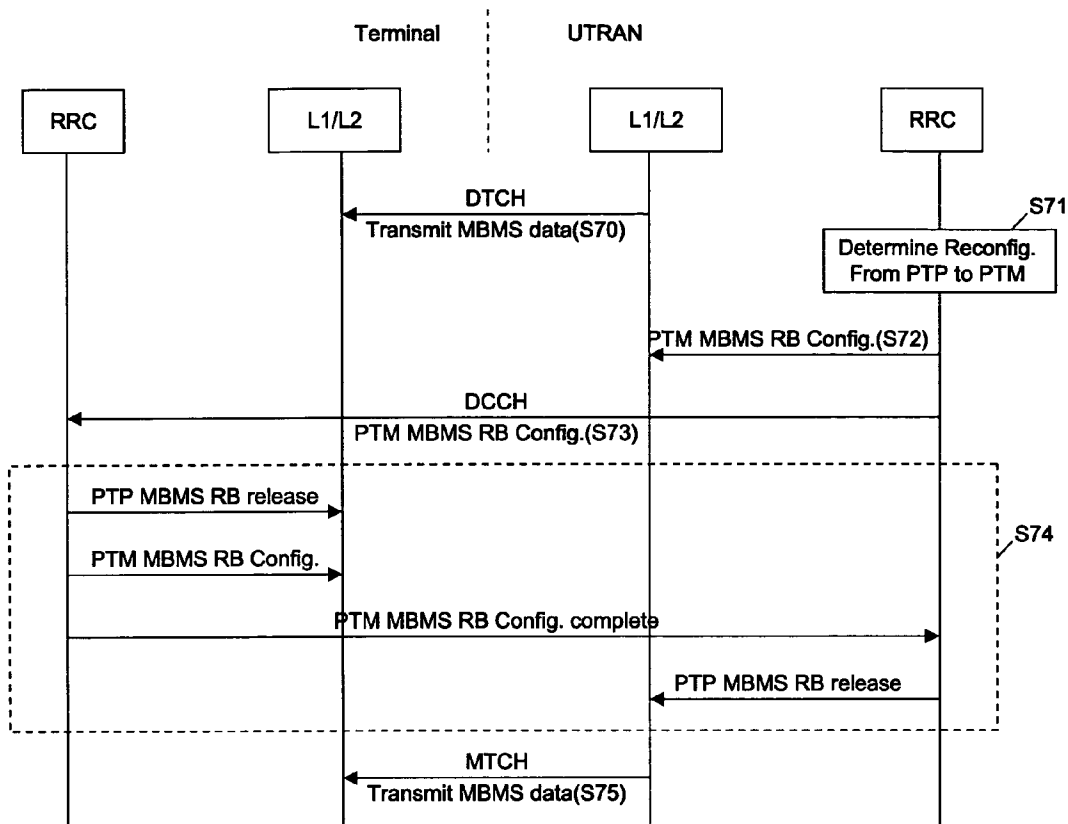 Terminal
UTRAN
RRC
L1/L2
L1/L2
RRC
DTCH
Transmit MBMS data(S70)
S71
Determine Reconfig.
From PTP to PTM
PTM MBMS RB Config.(S72)
DCCH
PTM MBMS RB Config.(S73)
PTP MBMS RB release
S74
PTM MBMS RB Config.
PTM MBMS RB Config. complete
PTP MBMS RB release
MTCH
Transmit MBMS data(S75)